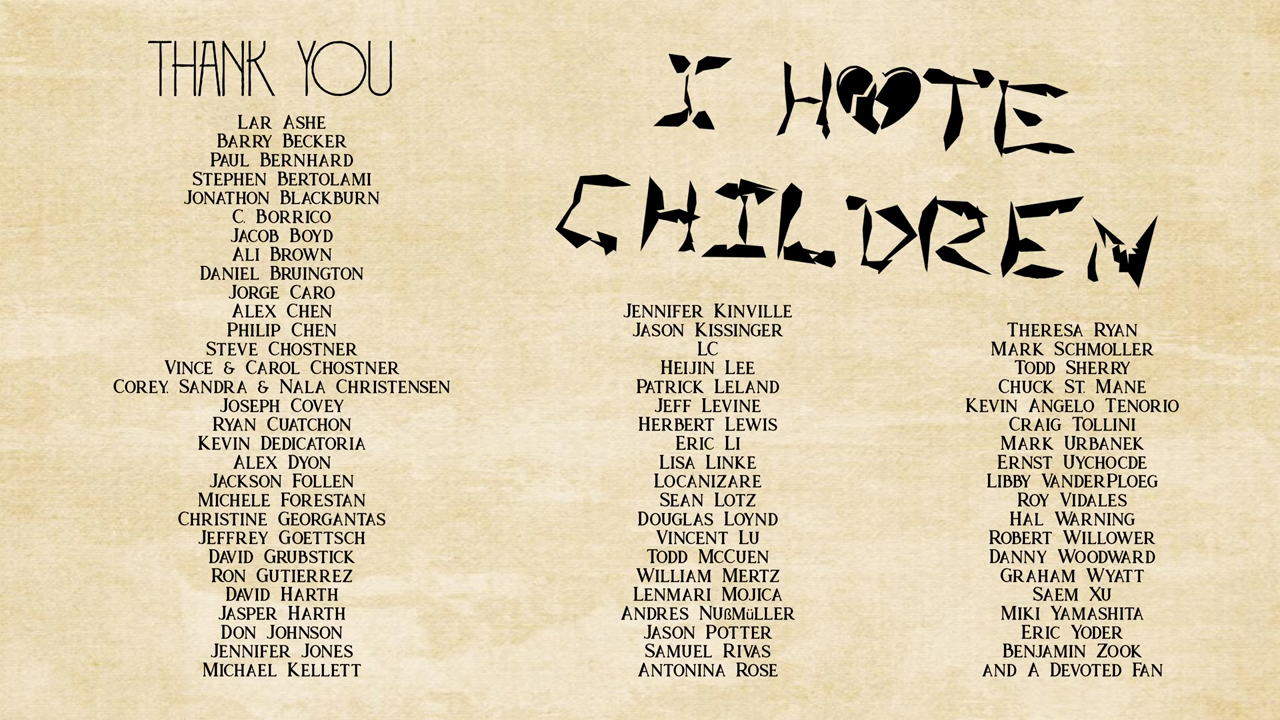 THANK YOU
LAR ASHE
BARRY BECKER
PAUL BERNHARD
STEPHEN BERTOLAMI
JONATHON BLACKBURN
C. BORRICO
JACOB BOYD
ALI BROWN
DANIEL BRUINGTON
JORGE CARO
ALEX CHEN
PHILIP CHEN
STEVE CHOSTNER
VINCE & CAROL CHOSTNER
COREY, SANDRA & NALA CHRISTENSEN
JOSEPH COVEY
RYAN CUATCHON
KEVIN DEDICATORIA
ALEX DYON
JACKSON FOLLEN
MICHELE FORESTAN
CHRISTINE GEORGANTAS
JEFFREY GOETTSCH
DAVID GRUBSTICK
RON GUTIERREZ
DAVID HARTH
JASPER HARTH
DON JOHNSON
JENNIFER JONES
MICHAEL KELLETT
I HOTE
CHILDREN
JENNIFER KINVILLE
JASON KISSINGER
LC
HEIJIN LEE
PATRICK LELAND
JEFF LEVINE
HERBERT LEWIS
ERIC LI
LISA LINKE
LOCANIZARE
SEAN LOTZ
DOUGLAS LOYND
VINCENT LU
TODD MCCUEN
WILLIAM MERTZ
LENMARI MOJICA
ANDRES NUßMüLLER
JASON POTTER
SAMUEL RIVAS
ANTONINA ROSE
THERESA RYAN
MARK SCHMOLLER
TODD SHERRY
CHUCK ST. MANE
KEVIN ANGELO TENORIO
CRAIG TOLLINI
MARK URBANEK
ERNST UYCHOCDE
LIBBY VANDERPLOEG
ROY VIDALES
HAL WARNING
ROBERT WILLOWER
DANNY WOODWARD
GRAHAM WYATT
SAEM XU
MIKI YAMASHITA
ERIC YODER
BENJAMIN ZOOK
AND A DEVOTED FAN